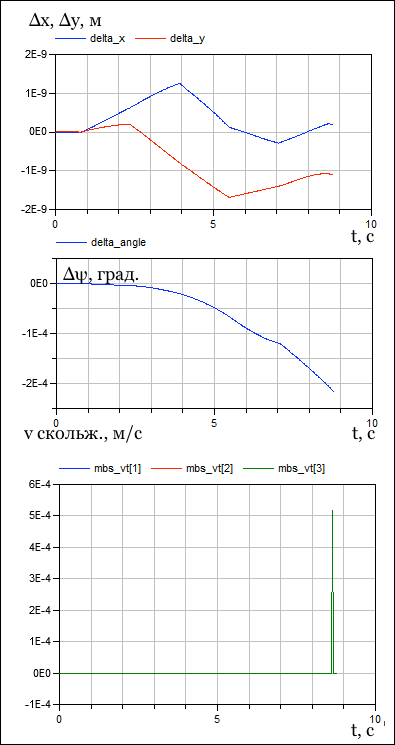 Δx, Δy, м
delta_x delta_y
2E-9
1E-9
0E0
-1E-9
-2E-9
0 5 10
t, с
delta_angle
Δψ, град.
0E0
-1E-4
-2E-4
0 5 10
v скольж., м/с t, с
mbs_vt[1] mbs_vt[2] mbs_vt[3]
6E-4
5E-4
4E-4
3E-4
2E-4
1E-4
0E0
-1E-4
0 5 10
t, с